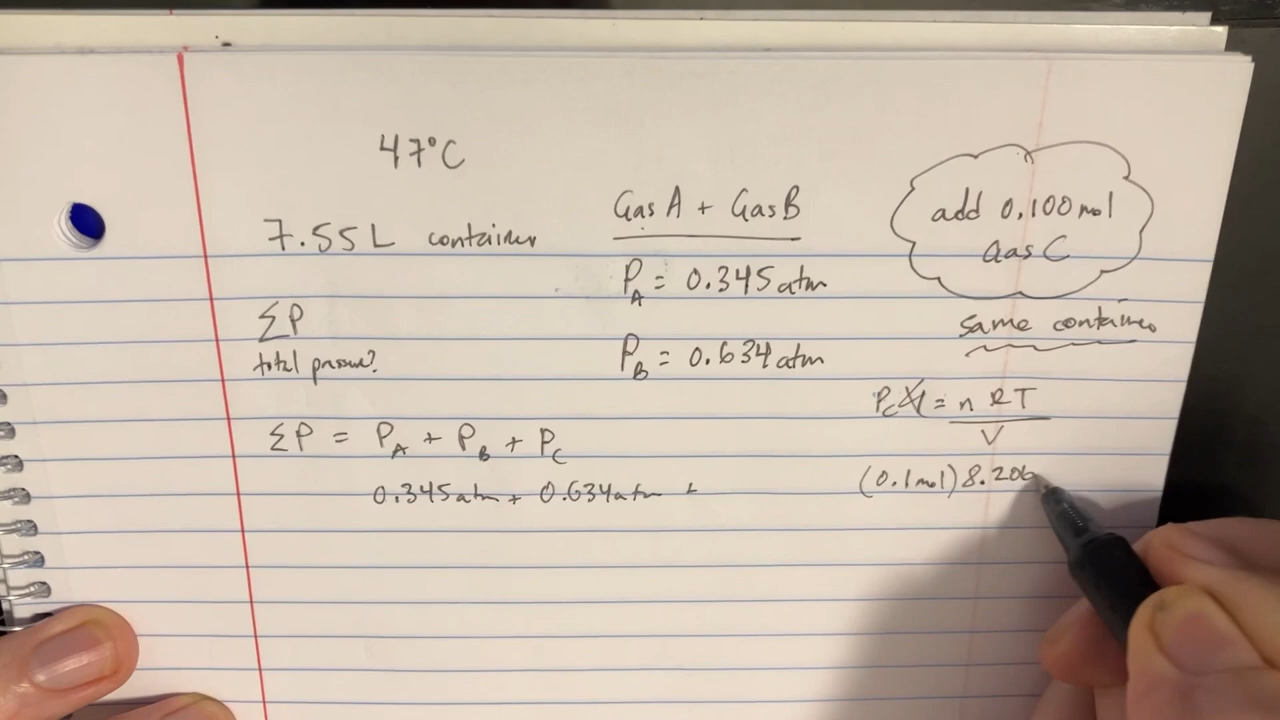 47°C
7.55L container
Gas A + Gas B
P_A = 0.345 atm
P_B = 0.634 atm
add 0.100 mol
Gas C
same container
ΣP
total pressure?
P_C V = nRT
V
ΣP = P_A + P_B + P_C
0.345 atm + 0.634 atm +
(0.1 mol) 8.206